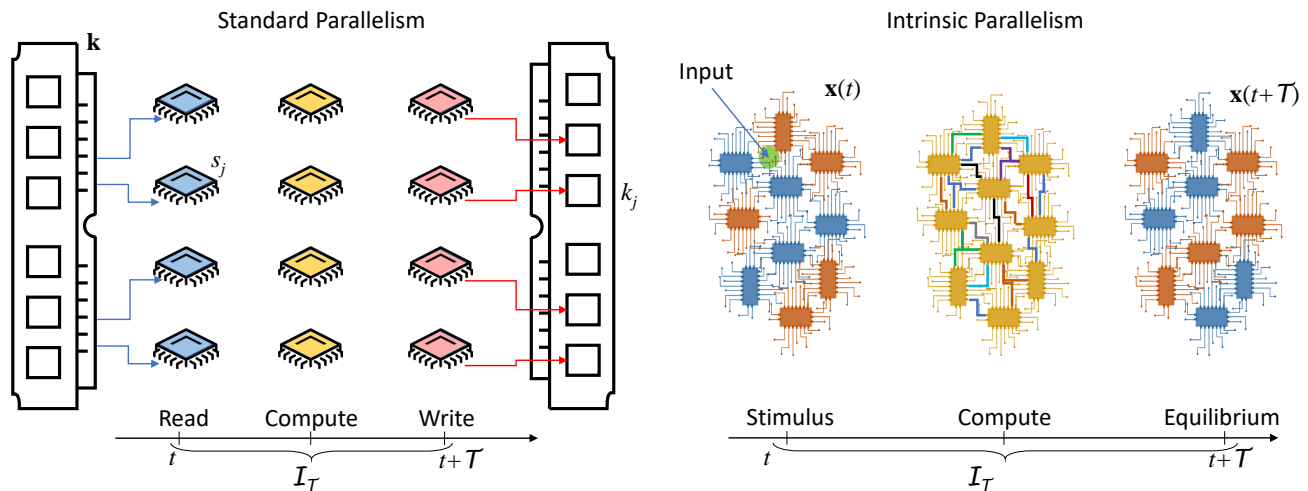 Standard Parallelism
k
s_j
k_j
Read Compute Write
t
t+𝒯
ℐ_𝒯
Intrinsic Parallelism
Input
x(t)
x(t+𝒯)
Stimulus Compute Equilibrium
t
t+𝒯
ℐ_𝒯